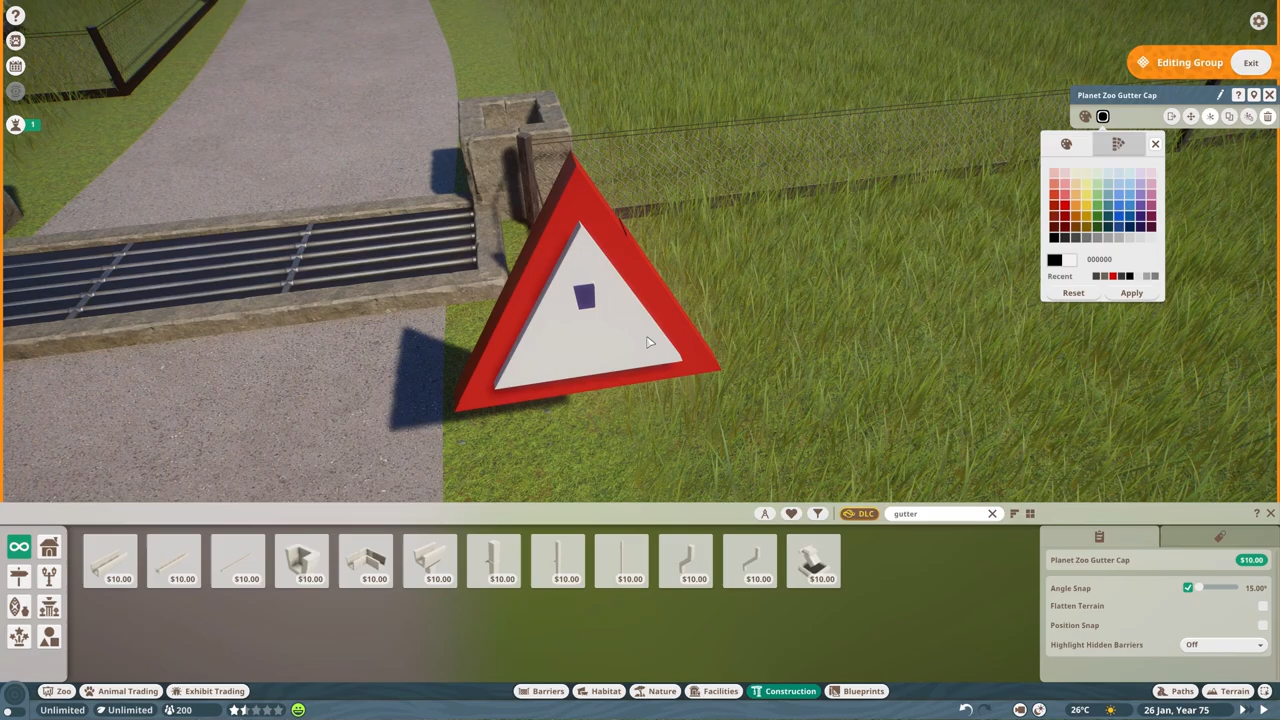 ?
Editing Group
Exit
Planet Zoo Gutter Cap
?
1
000000
Recent
Reset
Apply
DLC
gutter
?
$10.00
$10.00
$10.00
$10.00
$10.00
$10.00
$10.00
$10.00
$10.00
$10.00
$10.00
$10.00
Planet Zoo Gutter Cap
$10.00
Angle Snap
15.00°
Flatten Terrain
Position Snap
Highlight Hidden Barriers
Off
Zoo
Animal Trading
Exhibit Trading
Barriers
Habitat
Nature
Facilities
Construction
Blueprints
Paths
Terrain
Unlimited
Unlimited
200
26°C
26 Jan, Year 75